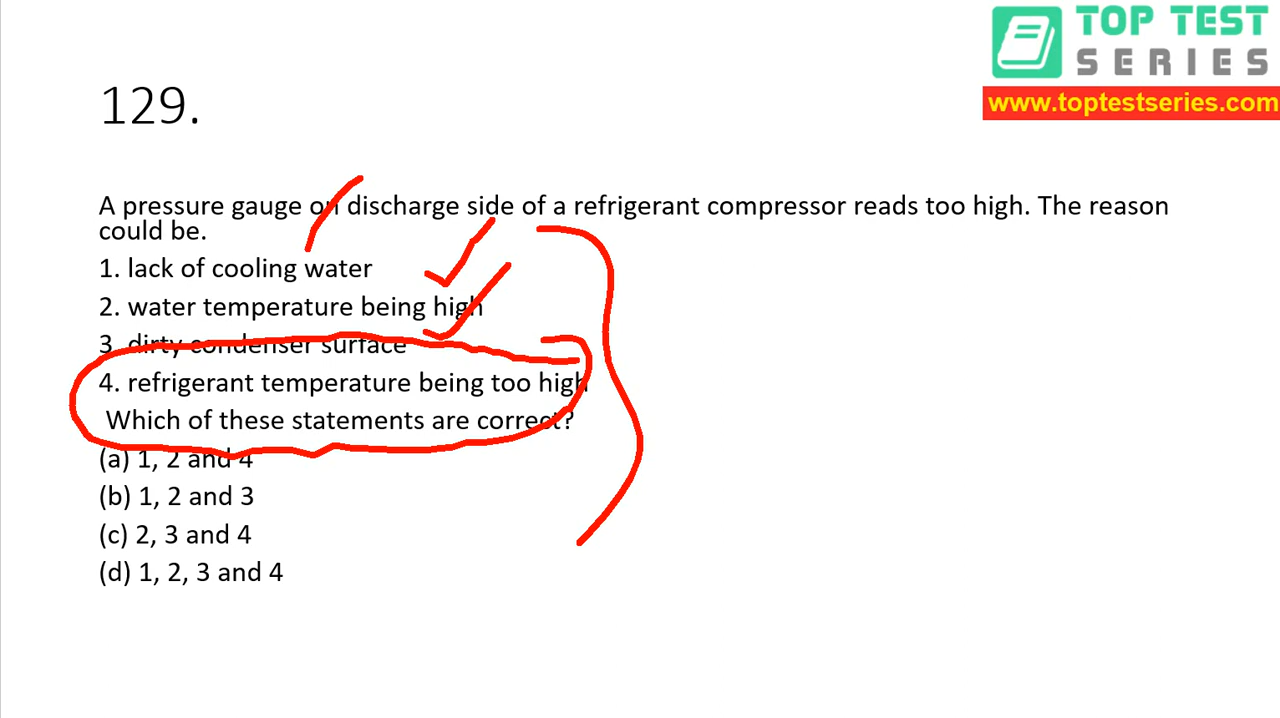 TOP TEST
SERIES
www.toptestseries.com
129.
A pressure gauge on discharge side of a refrigerant compressor reads too high. The reason
could be.
1. lack of cooling water
2. water temperature being high
3. dirty condenser surface
4. refrigerant temperature being too high
Which of these statements are correct?
(a) 1, 2 and 4
(b) 1, 2 and 3
(c) 2, 3 and 4
(d) 1, 2, 3 and 4